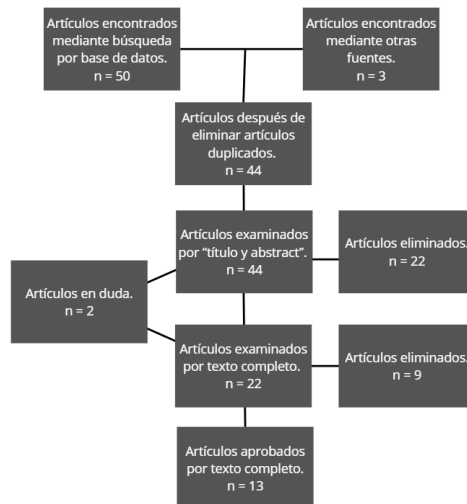 Artículos encontrados
mediante búsqueda
por base de datos.
n = 50
Artículos encontrados
mediante otras
fuentes.
n = 3
Artículos después de
eliminar artículos
duplicados.
n = 44
Artículos examinados
por “título y abstract”.
n = 44
Artículos eliminados.
n = 22
Artículos en duda.
n = 2
Artículos examinados
por texto completo.
n = 22
Artículos eliminados.
n = 9
Artículos aprobados
por texto completo.
n = 13